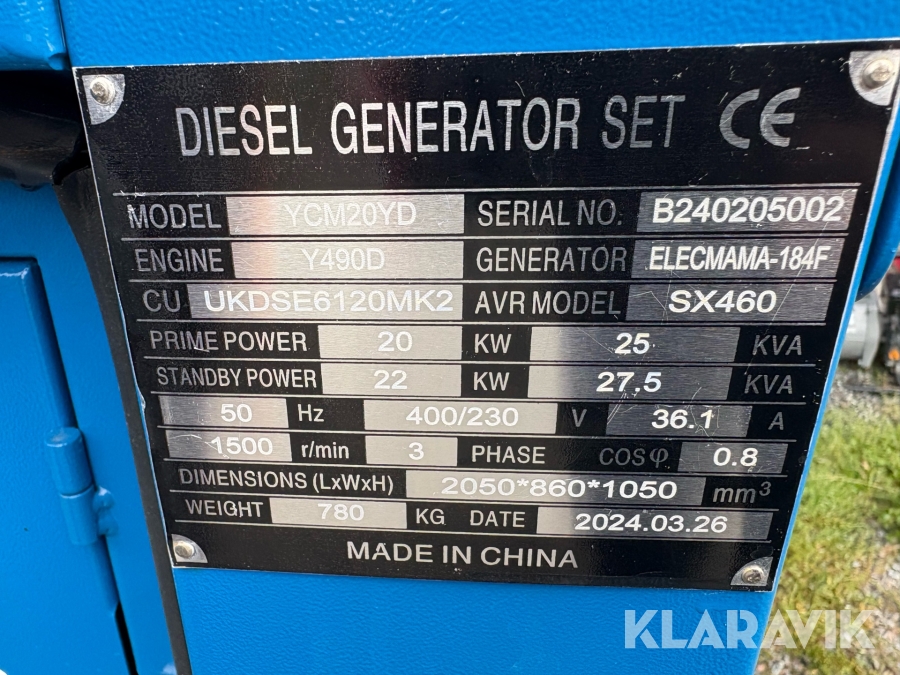 DIESEL GENERATOR SET CE
MODEL YCM20YD SERIAL NO. B240205002
ENGINE Y490D GENERATOR ELECMAMA-184F
CU UKDSE6120MK2 AVR MODEL SX460
PRIME POWER 20 KW 25 KVA
STANDBY POWER 22 KW 27.5 KVA
50 Hz 400/230 V 36.1 A
1500 r/min 3 PHASE COSφ 0.8
DIMENSIONS (LxWxH) 2050*860*1050 mm³
WEIGHT 780 KG DATE 2024.03.26
MADE IN CHINA
KLARAVIK